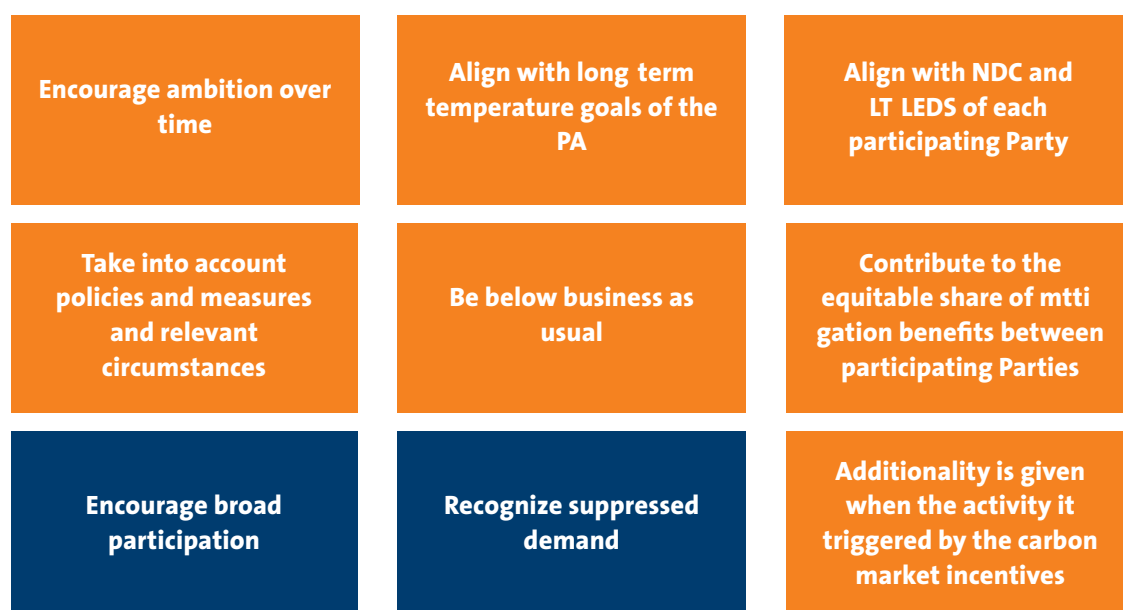 Encourage ambition over
time
Align with long term
temperature goals of the
PA
Align with NDC and
LT LEDS of each
participating Party
Take into account
policies and measures
and relevant
circumstances
Be below business as
usual
Contribute to the
equitable share of mtti
gation benefits between
participating Parties
Encourage broad
participation
Recognize suppressed
demand
Additionality is given
when the activity it
triggered by the carbon
market incentives